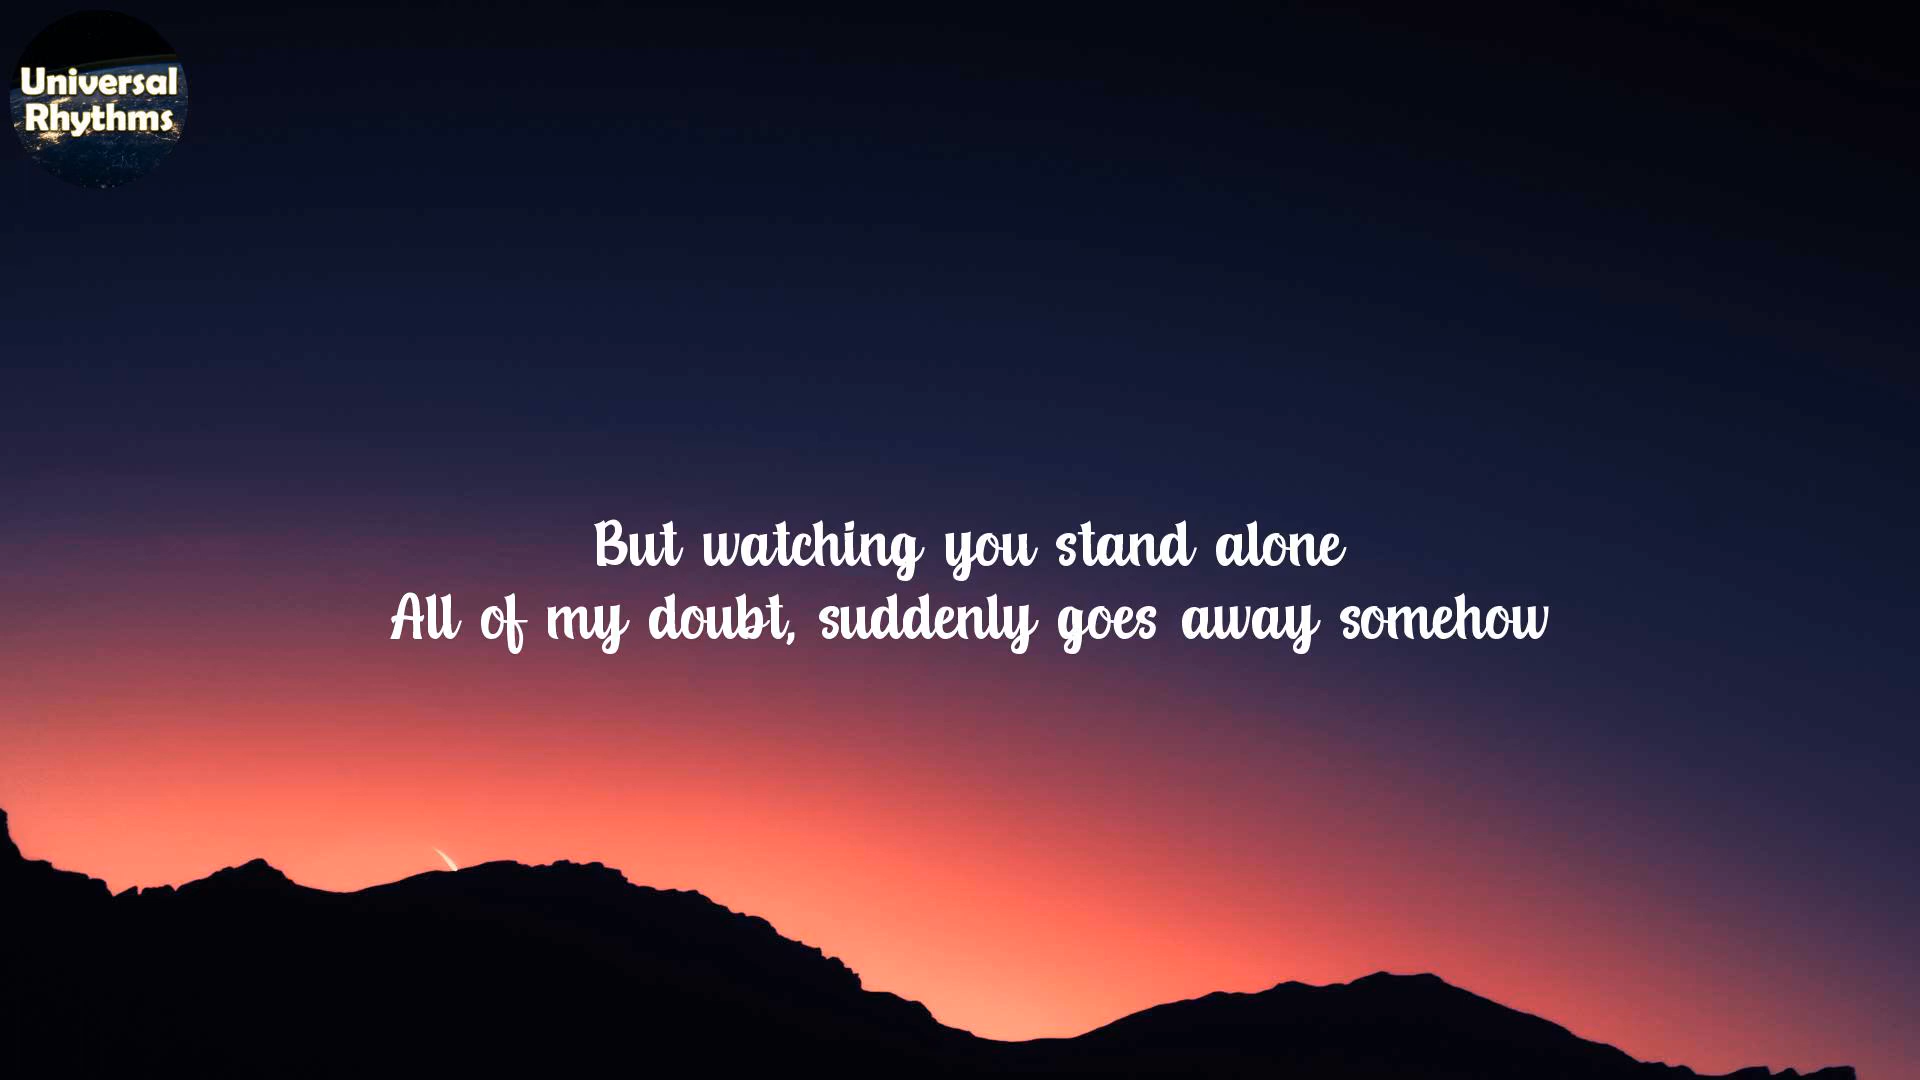 Universal
Rhythms
But watching you stand alone
All of my doubt, suddenly goes away somehow